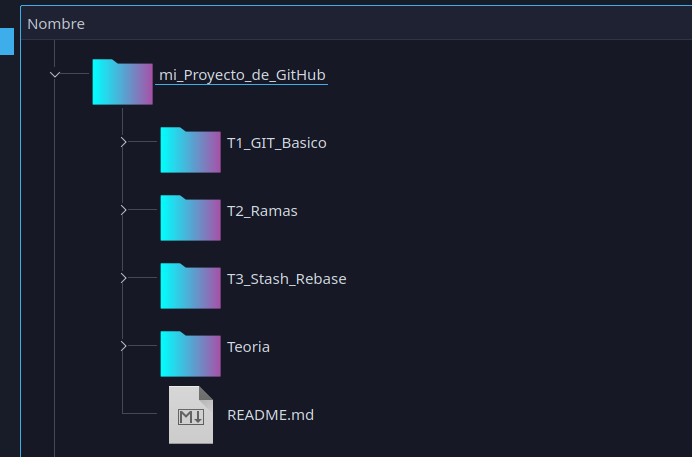 Nombre
mi_Proyecto_de_GitHub
T1_GIT_Basico
T2_Ramas
T3_Stash_Rebase
Teoria
M
README.md